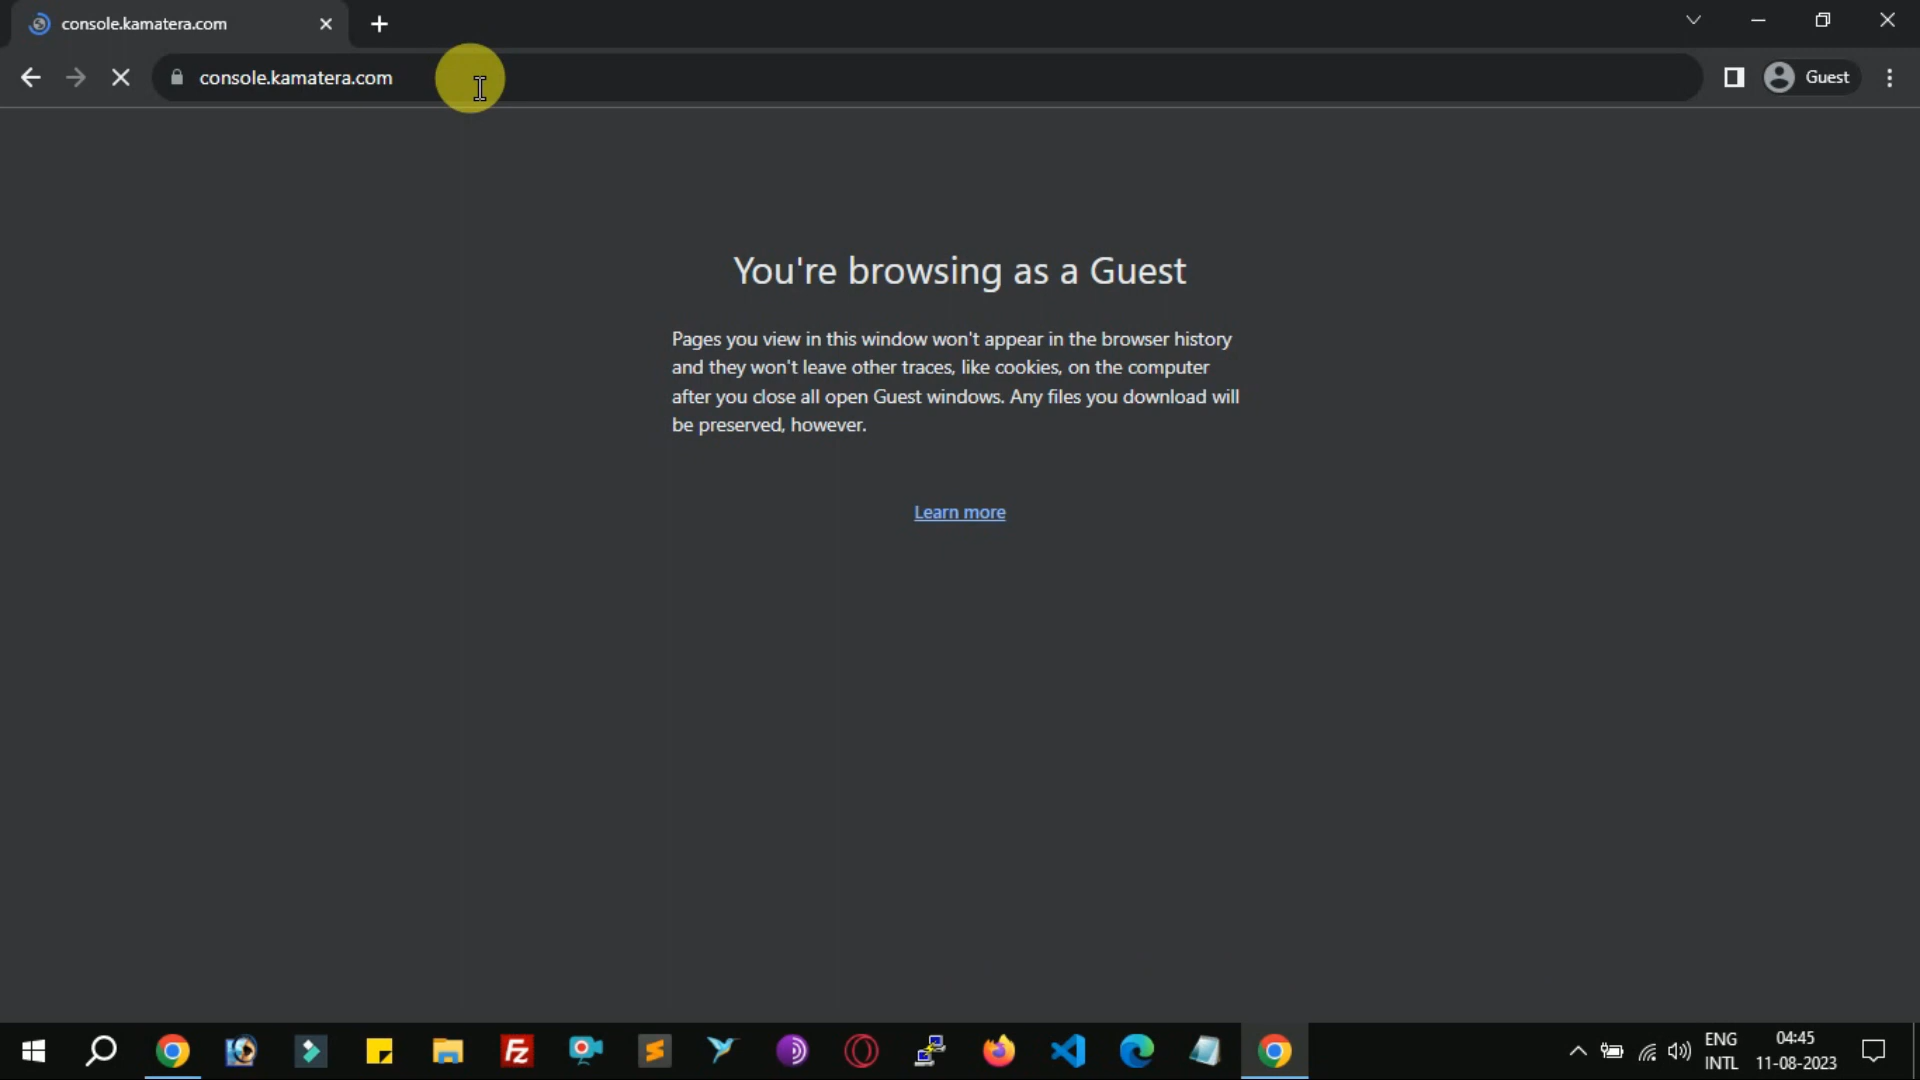 console.kamatera.com
console.kamatera.com
Guest
You're browsing as a Guest
Pages you view in this window won't appear in the browser history
and they won't leave other traces, like cookies, on the computer
after you close all open Guest windows. Any files you download will
be preserved, however.
Learn more
Fz
ENG
INTL
04:45
11-08-2023